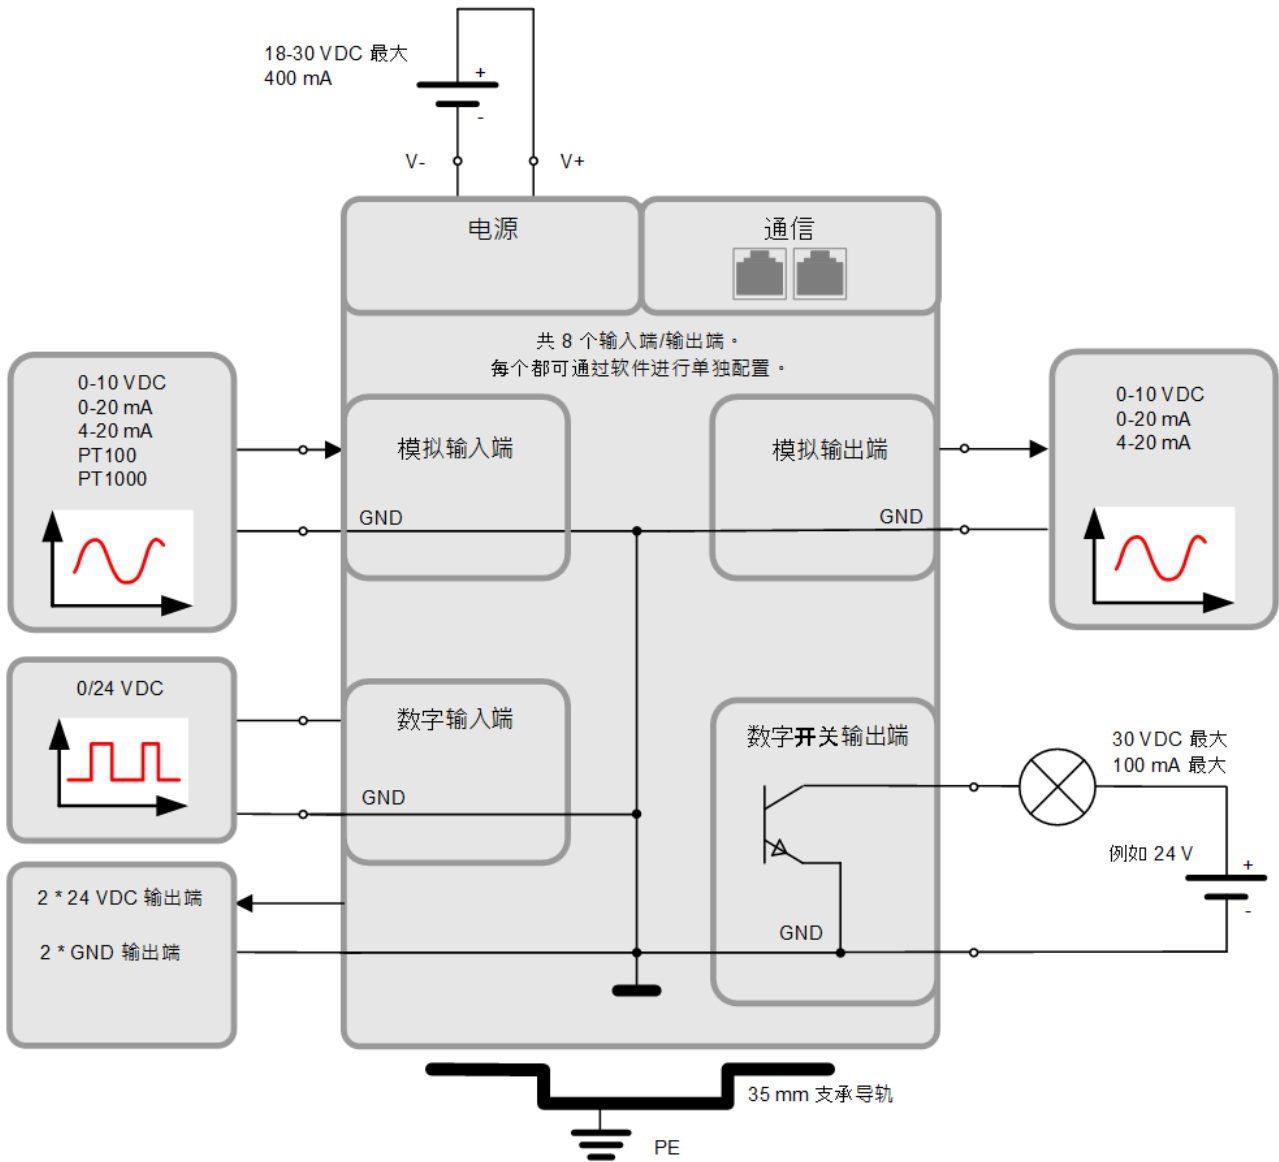 18-30 VDC 最大
400 mA
+
-
V-
V+
电源
通信
共 8 个输入端/输出端。
每个都可通过软件进行单独配置。
0-10 VDC
0-20 mA
4-20 mA
PT100
PT1000
模拟输入端
GND
模拟输出端
GND
0-10 VDC
0-20 mA
4-20 mA
0/24 VDC
数字输入端
GND
数字开关输出端
GND
30 VDC 最大
100 mA 最大
例如 24 V
+
-
2 * 24 VDC 输出端
2 * GND 输出端
35 mm 支承导轨
PE